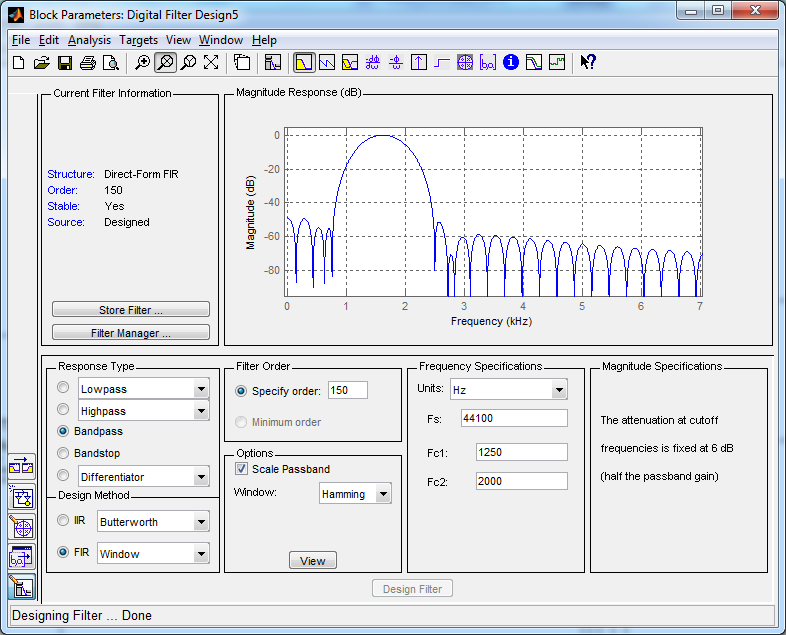 Block Parameters: Digital Filter Design5
File Edit Analysis Targets View Window Help
Current Filter Information
Structure: Direct-Form FIR
Order: 150
Stable: Yes
Source: Designed
Store Filter ...
Filter Manager ...
Magnitude Response (dB)
Magnitude (dB)
0
-20
-40
-60
-80
0 1 2 3 4 5 6 7
Frequency (kHz)
Response Type
Lowpass
Highpass
Bandpass
Bandstop
Differentiator
Design Method
IIR Butterworth
FIR Window
Filter Order
Specify order: 150
Minimum order
Options
Scale Passband
Window: Hamming
View
Frequency Specifications
Units: Hz
Fs: 44100
Fc1: 1250
Fc2: 2000
Magnitude Specifications
The attenuation at cutoff
frequencies is fixed at 6 dB
(half the passband gain)
Design Filter
Designing Filter ... Done